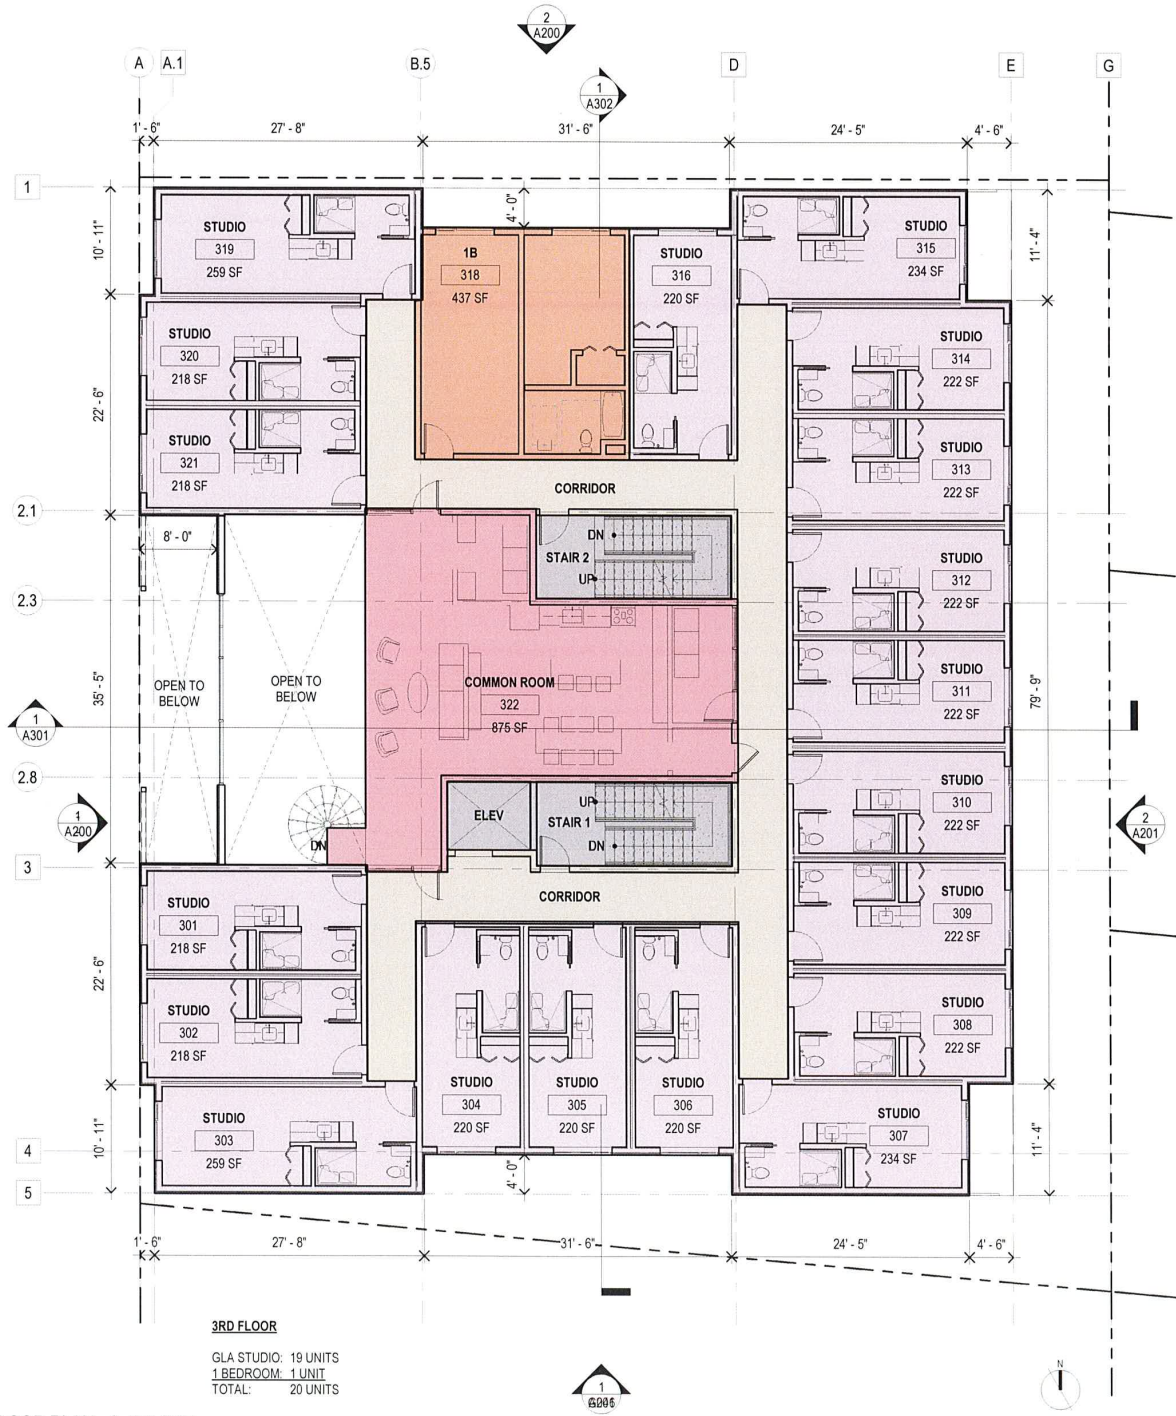 2
A200
A
A.1
B.5
D
E
G
1
A302
1' - 6"
27' - 8"
31' - 6"
24' - 5"
4' - 6"
1
10' - 11"
4' - 0"
11' - 4"
STUDIO
319
259 SF
1B
318
437 SF
STUDIO
316
220 SF
STUDIO
315
234 SF
STUDIO
320
218 SF
STUDIO
314
222 SF
22' - 6"
STUDIO
321
218 SF
STUDIO
313
222 SF
CORRIDOR
2.1
8' - 0"
DN
STAIR 2
UP
STUDIO
312
222 SF
2.3
35' - 5"
OPEN TO
BELOW
OPEN TO
BELOW
COMMON ROOM
322
875 SF
STUDIO
311
222 SF
79' - 9"
1
A301
2.8
STUDIO
310
222 SF
1
A200
ELEV
UP
STAIR 1
DN
DN
2
A201
3
CORRIDOR
STUDIO
301
218 SF
STUDIO
309
222 SF
22' - 6"
STUDIO
302
218 SF
STUDIO
308
222 SF
STUDIO
304
220 SF
STUDIO
305
220 SF
STUDIO
306
220 SF
STUDIO
303
259 SF
STUDIO
307
234 SF
4
10' - 11"
11' - 4"
5
4' - 0"
1' - 6"
27' - 8"
31' - 6"
24' - 5"
4' - 6"
3RD FLOOR
GLA STUDIO: 19 UNITS
1 BEDROOM: 1 UNIT
TOTAL: 20 UNITS
1
N